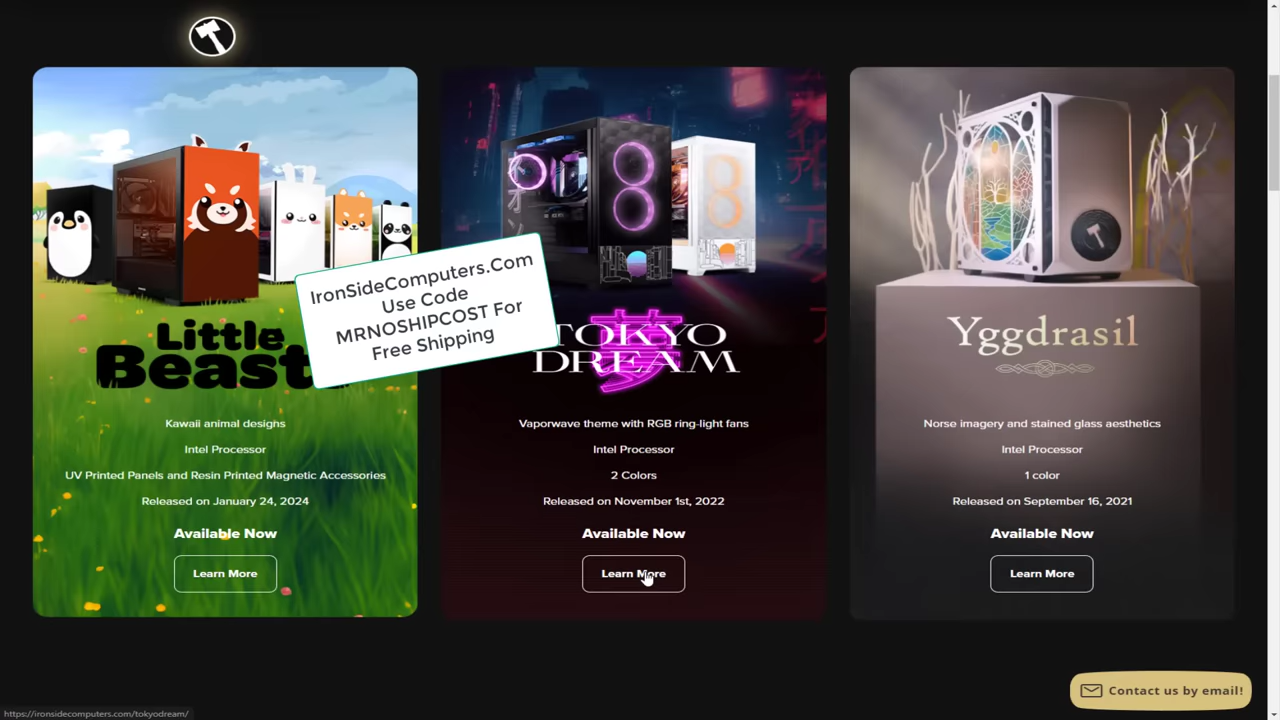 Little
Beast
Kawaii animal designs
Intel Processor
UV Printed Panels and Resin Printed Magnetic Accessories
Released on January 24, 2024
Available Now
Learn More
IronSideComputers.Com
Use Code
MRNOSHIPCOST For
Free Shipping
夢
TOKYO
DREAM
Vaporwave theme with RGB ring-light fans
Intel Processor
2 Colors
Released on November 1st, 2022
Available Now
Learn More
Yggdrasil
Norse imagery and stained glass aesthetics
Intel Processor
1 color
Released on September 16, 2021
Available Now
Learn More
Contact us by email!
https://ironsidecomputers.com/tokyodream/